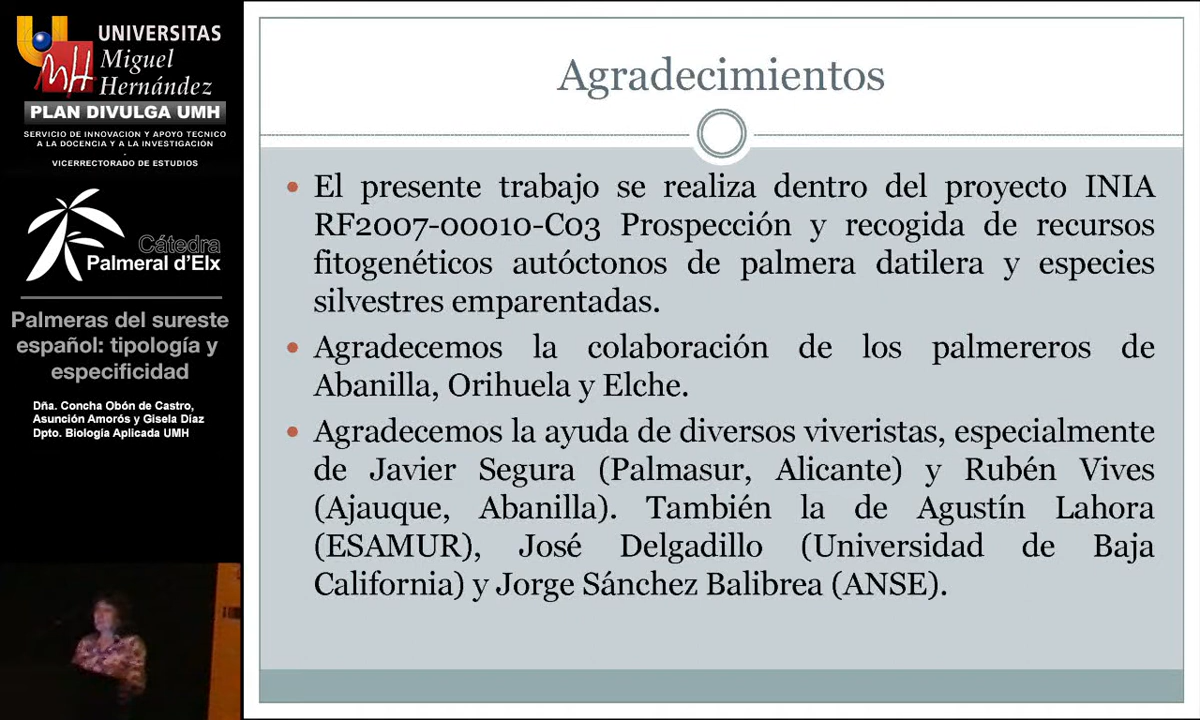 UNIVERSITAS
Miguel
Hernández
PLAN DIVULGA UMH
SERVICIO DE INNOVACION Y APOYO TECNICO
A LA DOCENCIA Y A LA INVESTIGACION
VICERRECTORADO DE ESTUDIOS
Cátedra
Palmeral d'Elx
Palmeras del sureste
español: tipología y
especificidad
Dña. Concha Obón de Castro,
Asunción Amorós y Gisela Díaz
Dpto. Biología Aplicada UMH
Agradecimientos
• El presente trabajo se realiza dentro del proyecto INIA
RF2007-00010-C03 Prospección y recogida de recursos
fitogenéticos autóctonos de palmera datilera y especies
silvestres emparentadas.
• Agradecemos la colaboración de los palmereros de
Abanilla, Orihuela y Elche.
• Agradecemos la ayuda de diversos viveristas, especialmente
de Javier Segura (Palmasur, Alicante) y Rubén Vives
(Ajauque, Abanilla). También la de Agustín Lahora
(ESAMUR), José Delgadillo (Universidad de Baja
California) y Jorge Sánchez Balibrea (ANSE).